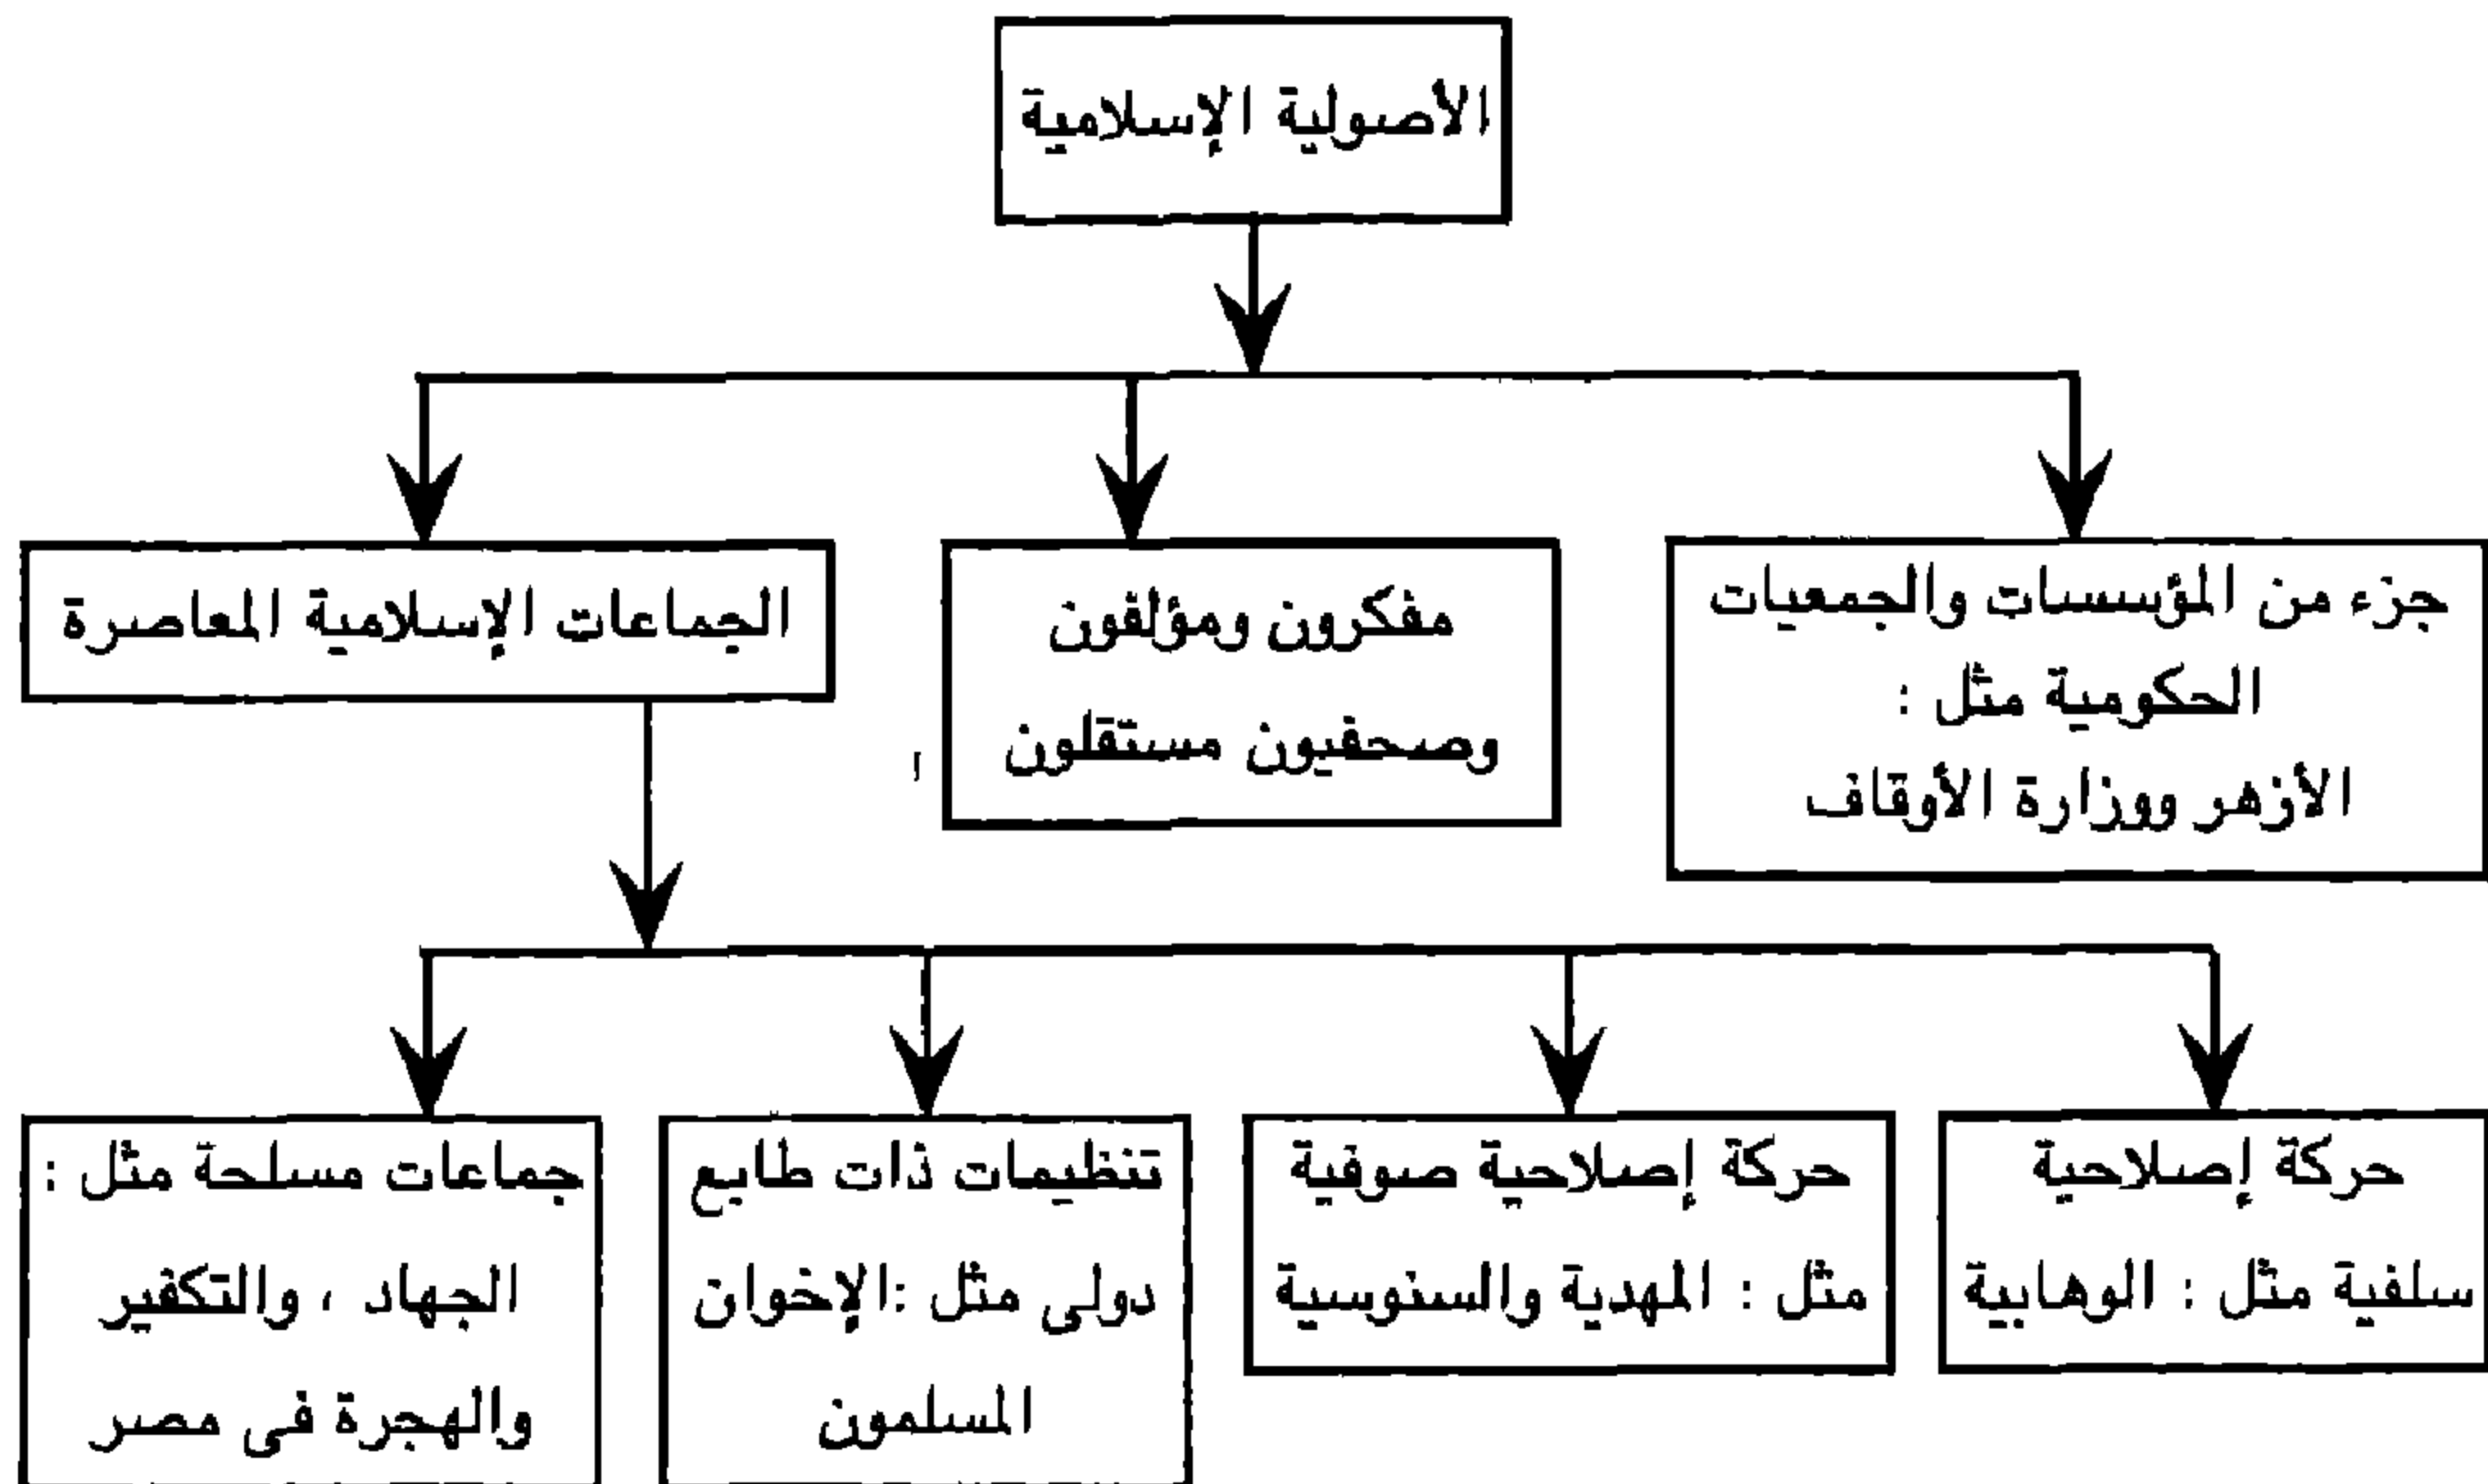 الأصولية الإسلامية
جزء من المؤسسات والجمعيات
الحكومية مثل :
الأزهر ووزارة الأوقاف
مفكرون ومؤلفون
وصحفيون مستقلون
الجماعات الإسلامية المعاصرة
حركة إصلاحية
سلفية مثل : الوهابية
حركة إصلاحية صوفية
مثل : المهدية والسنوسية
تنظيمات ذات طابع
دولى مثل :الإخوان
المسلمون
جماعات مسلحة مثل :
الجهاد ، والتكفير
والهجرة فى مصر